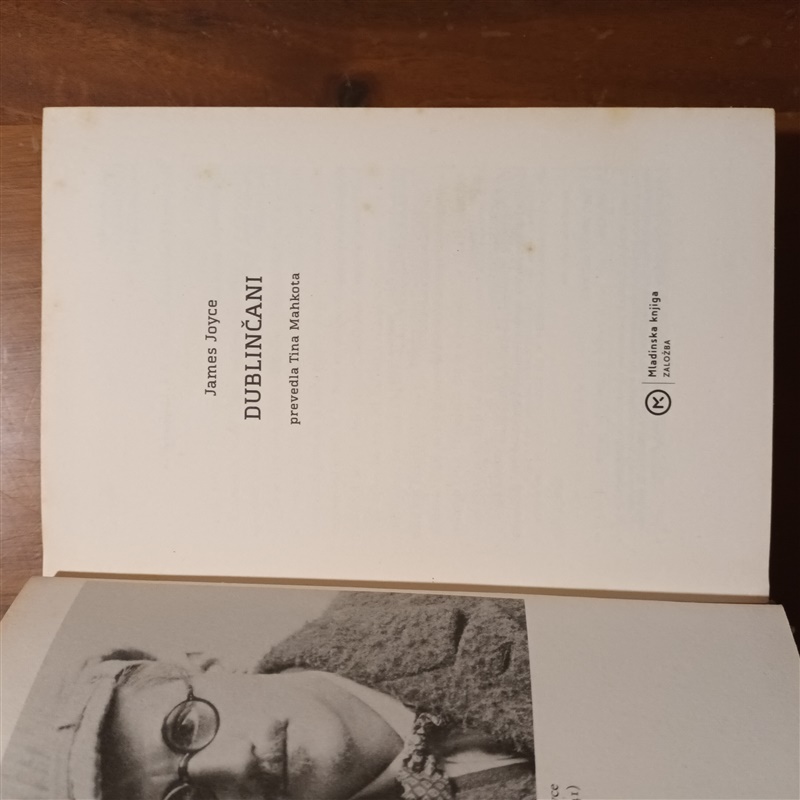 James Joyce
DUBLINČANI
prevedla Tina Mahkota
Mladinska knjiga
ZALOŽBA